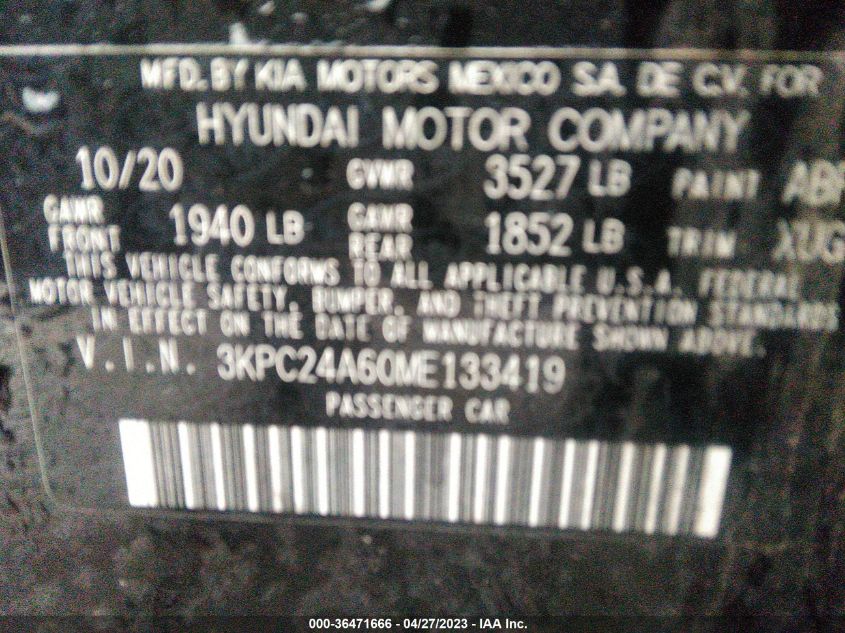 MFD. BY KIA MOTORS MEXICO S.A. DE C.V. FOR
HYUNDAI MOTOR COMPANY
10/20 GVWR 3527 LB PAINT
GAWR FRONT 1940 LB GAWR REAR 1852 LB TRIM XUG
THIS VEHICLE CONFORMS TO ALL APPLICABLE U.S.A. FEDERAL
MOTOR VEHICLE SAFETY, BUMPER, AND THEFT PREVENTION STANDARDS
IN EFFECT ON THE DATE OF MANUFACTURE SHOWN ABOVE.
V.I.N. 3KPC24A60ME133419
PASSENGER CAR
000-36471666 - 04/27/2023 - IAA Inc.